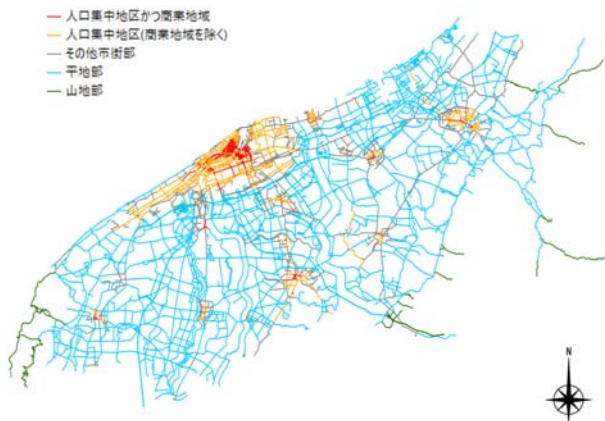 人口集中地区かつ商業地域
人口集中地区(商業地域を除く)
その他市街部
平地部
山地部
N